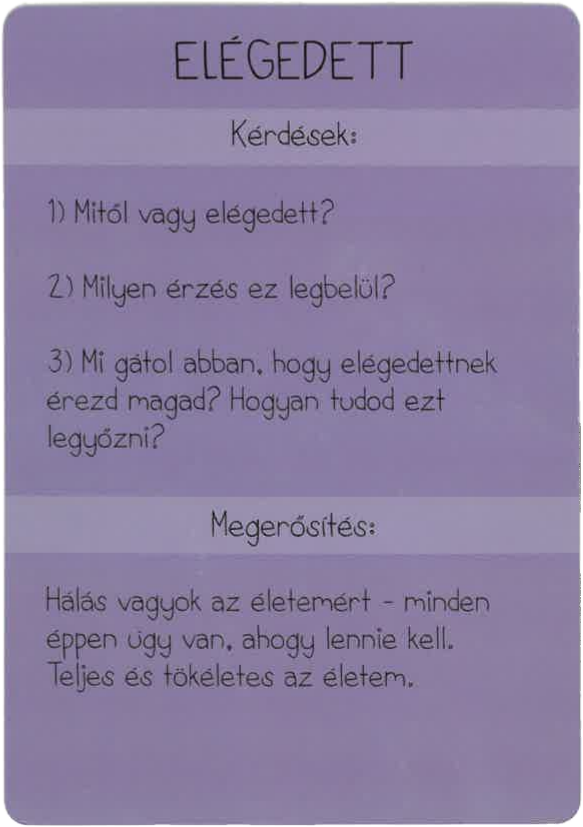 ELÉGEDETT
Kérdések:
1) Mitől vagy elégedett?
2) Milyen érzés ez legbelül?
3) Mi gátol abban, hogy elégedettnek
érezd magad? Hogyan tudod ezt
legyőzni?
Megerősítés:
Hálás vagyok az életemért - minden
éppen úgy van, ahogy lennie kell.
Teljes és tökéletes az életem.